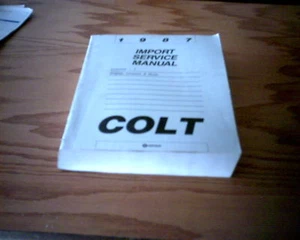 1987
IMPORT
SERVICE
MANUAL
COLT